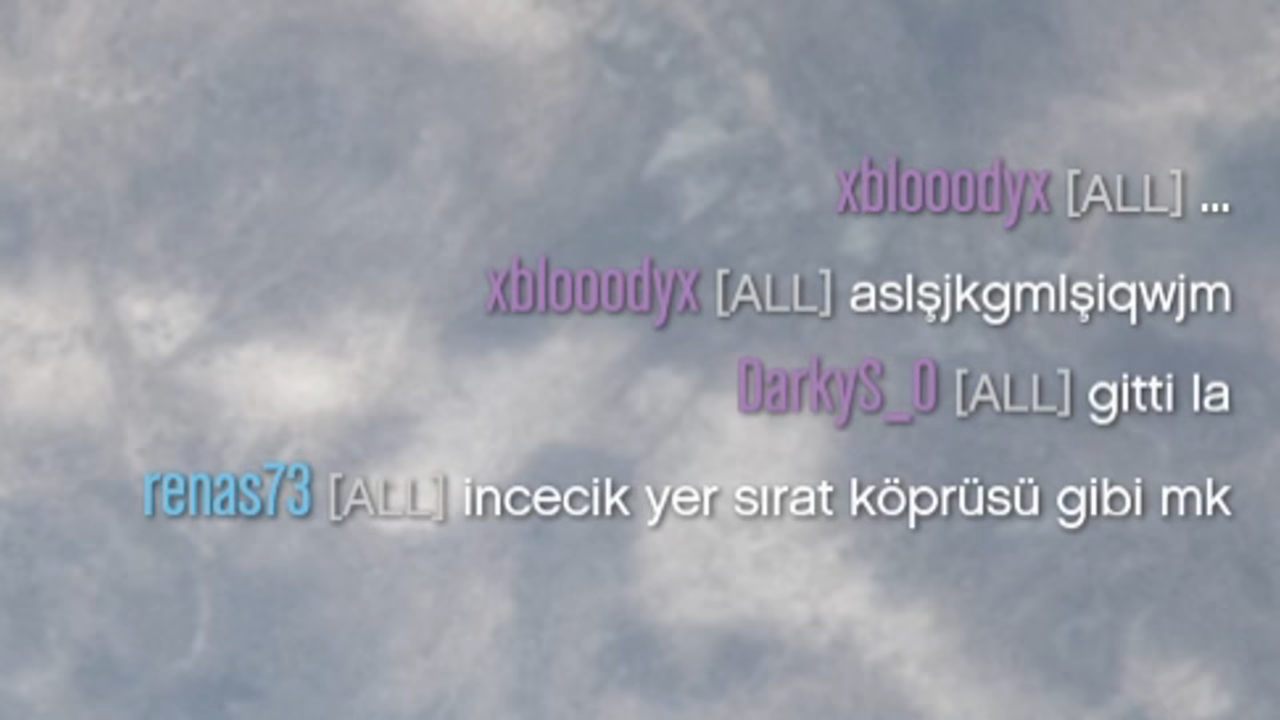 xblooodyx [ALL] ...
xblooodyx [ALL] aslşjkgmlşiqwjm
DarkyS_0 [ALL] gitti la
renas73 [ALL] incecik yer sırat köprüsü gibi mk